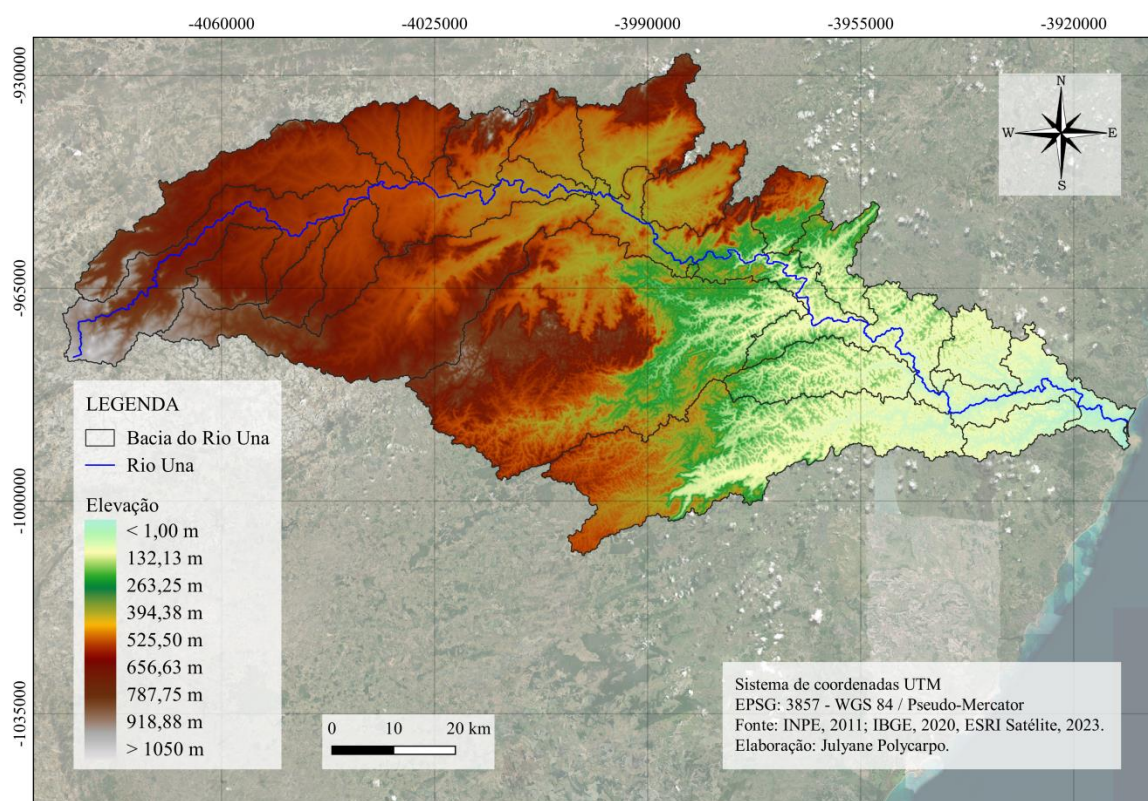 -4060000
-4025000
-3990000
-3955000
-3920000
-930000
-965000
-1000000
-1035000
N
W
E
S
LEGENDA
Bacia do Rio Una
Rio Una
Elevação
< 1,00 m
132,13 m
263,25 m
394,38 m
525,50 m
656,63 m
787,75 m
918,88 m
> 1050 m
0
10
20 km
Sistema de coordenadas UTM
EPSG: 3857 - WGS 84 / Pseudo-Mercator
Fonte: INPE, 2011; IBGE, 2020, ESRI Satélite, 2023.
Elaboração: Julyane Polycarpo.